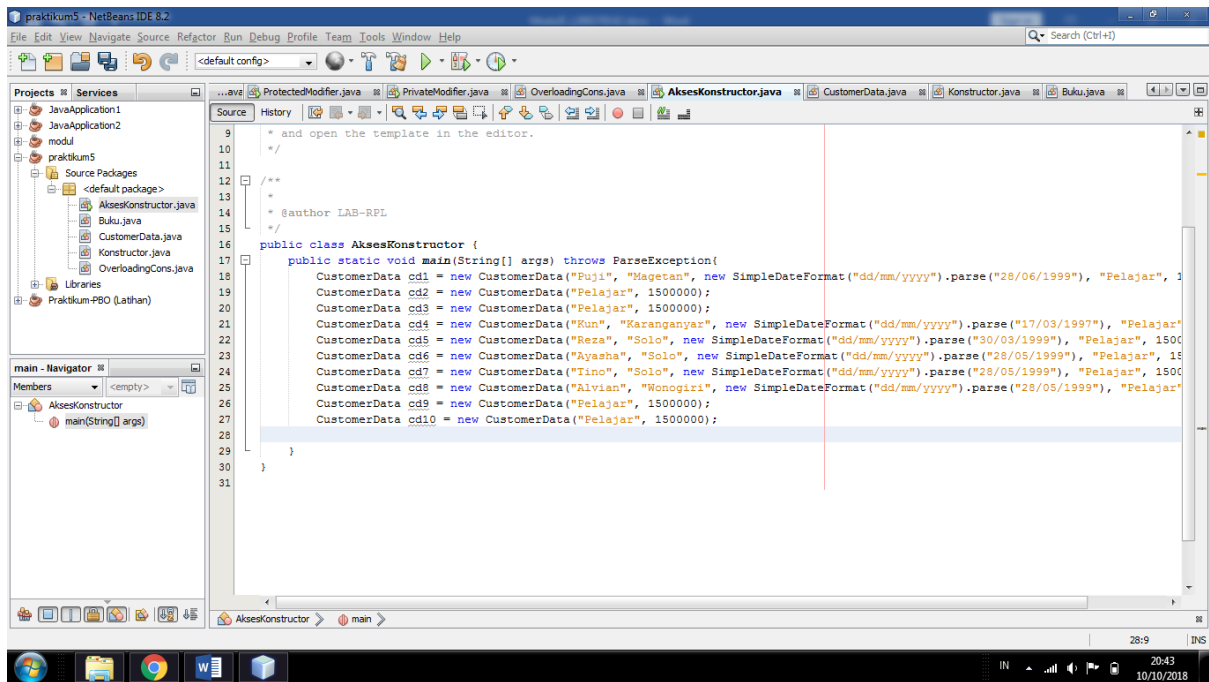 praktikum5 - NetBeans IDE 8.2
File Edit View Navigate Source Refactor Run Debug Profile Team Tools Window Help
Search (Ctrl+I)
<default config>
Projects Services
...ava ProtectedModifier.java PrivateModifier.java OverloadingCons.java AksesKonstructor.java CustomerData.java Konstructor.java Buku.java
JavaApplication1
JavaApplication2
modul
praktikum5
Source Packages
<default package>
AksesKonstructor.java
Buku.java
CustomerData.java
Konstructor.java
OverloadingCons.java
Libraries
Praktikum-PBO (Latihan)
main - Navigator
Members <empty>
AksesKonstructor
main(String[] args)
Source History
9 * and open the template in the editor.
10 */
11
12 /**
13 *
14 * @author LAB-RPL
15 */
16 public class AksesKonstructor {
17 public static void main(String[] args) throws ParseException{
18 CustomerData cd1 = new CustomerData("Puji", "Magetan", new SimpleDateFormat("dd/mm/yyyy").parse("28/06/1999"), "Pelajar", 1
19 CustomerData cd2 = new CustomerData("Pelajar", 1500000);
20 CustomerData cd3 = new CustomerData("Pelajar", 1500000);
21 CustomerData cd4 = new CustomerData("Kun", "Karanganyar", new SimpleDateFormat("dd/mm/yyyy").parse("17/03/1997"), "Pelajar"
22 CustomerData cd5 = new CustomerData("Reza", "Solo", new SimpleDateFormat("dd/mm/yyyy").parse("30/03/1999"), "Pelajar", 1500
23 CustomerData cd6 = new CustomerData("Ayasha", "Solo", new SimpleDateFormat("dd/mm/yyyy").parse("28/05/1999"), "Pelajar", 15
24 CustomerData cd7 = new CustomerData("Tino", "Solo", new SimpleDateFormat("dd/mm/yyyy").parse("28/05/1999"), "Pelajar", 1500
25 CustomerData cd8 = new CustomerData("Alvian", "Wonogiri", new SimpleDateFormat("dd/mm/yyyy").parse("28/05/1999"), "Pelajar"
26 CustomerData cd9 = new CustomerData("Pelajar", 1500000);
27 CustomerData cd10 = new CustomerData("Pelajar", 1500000);
28
29 }
30 }
31
AksesKonstructor main
28:9 INS
IN
20:43
10/10/2018